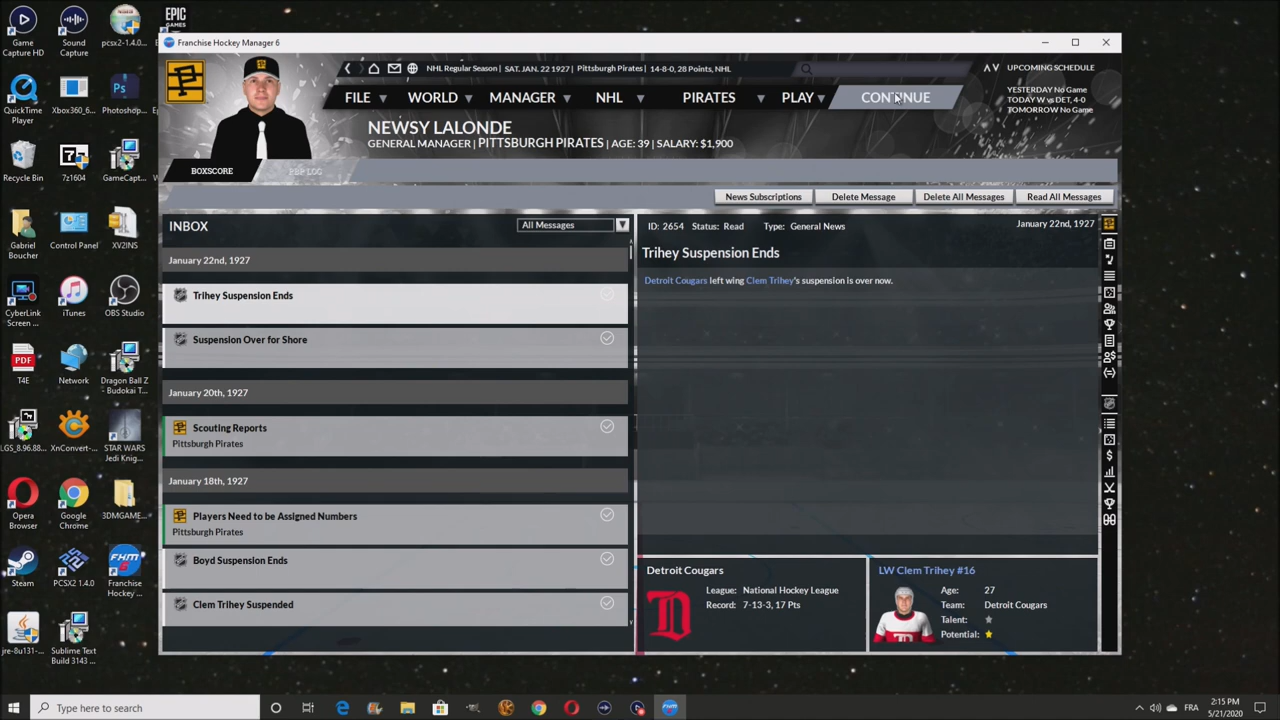 Game
Capture HD
Sound
Capture
pcsx2-1.4.0...
EPIC
GAMES
QuickTime
Player
Xbox360_6...
Photoshop...
Recycle Bin
7z1604
GameCapt...
Gabriel
Boucher
Control Panel
XV2INS
CyberLink
Screen ...
iTunes
OBS Studio
T4E
Network
Dragon Ball Z
- Budokai T...
LGS_8.96.88...
XnConvert-...
STAR WARS
Jedi Knig...
Opera
Browser
Google
Chrome
3DMGAME...
Steam
PCSX2 1.4.0
Franchise
Hockey ...
jre-8u131-...
Sublime Text
Build 3143 ...
Franchise Hockey Manager 6
NHL Regular Season | SAT. JAN. 22 1927 | Pittsburgh Pirates | 14-8-0, 28 Points, NHL
FILE WORLD MANAGER NHL PIRATES PLAY CONTINUE
UPCOMING SCHEDULE
YESTERDAY No Game
TODAY W vs DET, 4-0
TOMORROW No Game
NEWSY LALONDE
GENERAL MANAGER | PITTSBURGH PIRATES | AGE: 39 | SALARY: $1,900
BOXSCORE PBP LOG
News Subscriptions Delete Message Delete All Messages Read All Messages
INBOX All Messages
January 22nd, 1927
Trihey Suspension Ends
Suspension Over for Shore
January 20th, 1927
Scouting Reports
Pittsburgh Pirates
January 18th, 1927
Players Need to be Assigned Numbers
Pittsburgh Pirates
Boyd Suspension Ends
Clem Trihey Suspended
ID: 2654 Status: Read Type: General News January 22nd, 1927
Trihey Suspension Ends
Detroit Cougars left wing Clem Trihey's suspension is over now.
Detroit Cougars
League: National Hockey League
Record: 7-13-3, 17 Pts
LW Clem Trihey #16
Age: 27
Team: Detroit Cougars
Talent:
Potential:
Type here to search
FRA
2:15 PM
5/21/2020